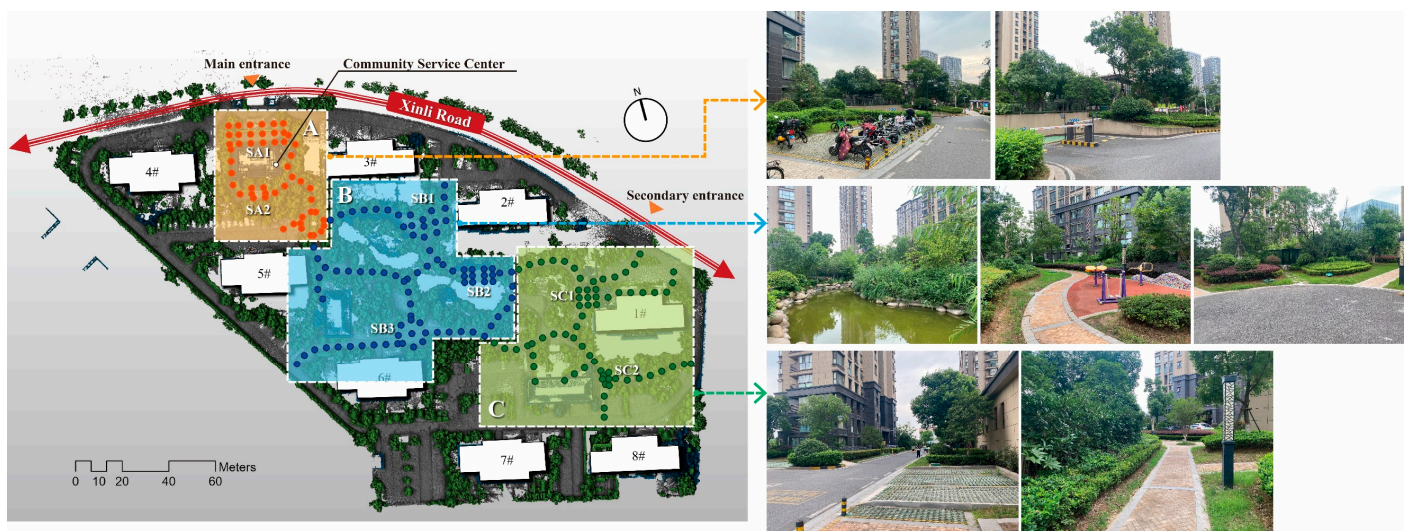 Main entrance
Community Service Center
N
Xinli Road
A
SA1
3#
4#
Secondary entrance
B
SB1
SA2
2#
5#
SB2
SC1
1#
SB3
SC2
6#
C
7#
8#
Meters
0 10 20 40 60